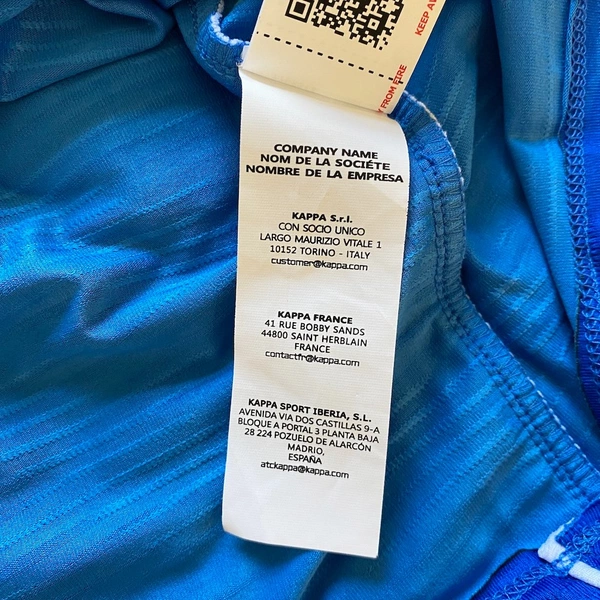 KEEP AW
Y FROM FIRE
COMPANY NAME
NOM DE LA SOCIÉTE
NOMBRE DE LA EMPRESA
KAPPA S.r.l.
CON SOCIO UNICO
LARGO MAURIZIO VITALE 1
10152 TORINO - ITALY
customer@kappa.com
KAPPA FRANCE
41 RUE BOBBY SANDS
44800 SAINT HERBLAIN
FRANCE
contactfr@kappa.com
KAPPA SPORT IBERIA, S.L.
AVENIDA VIA DOS CASTILLAS 9-A
BLOQUE A PORTAL 3 PLANTA BAJA
28 224 POZUELO DE ALARCÓN
MADRID,
ESPAÑA
atckappa@kappa.com